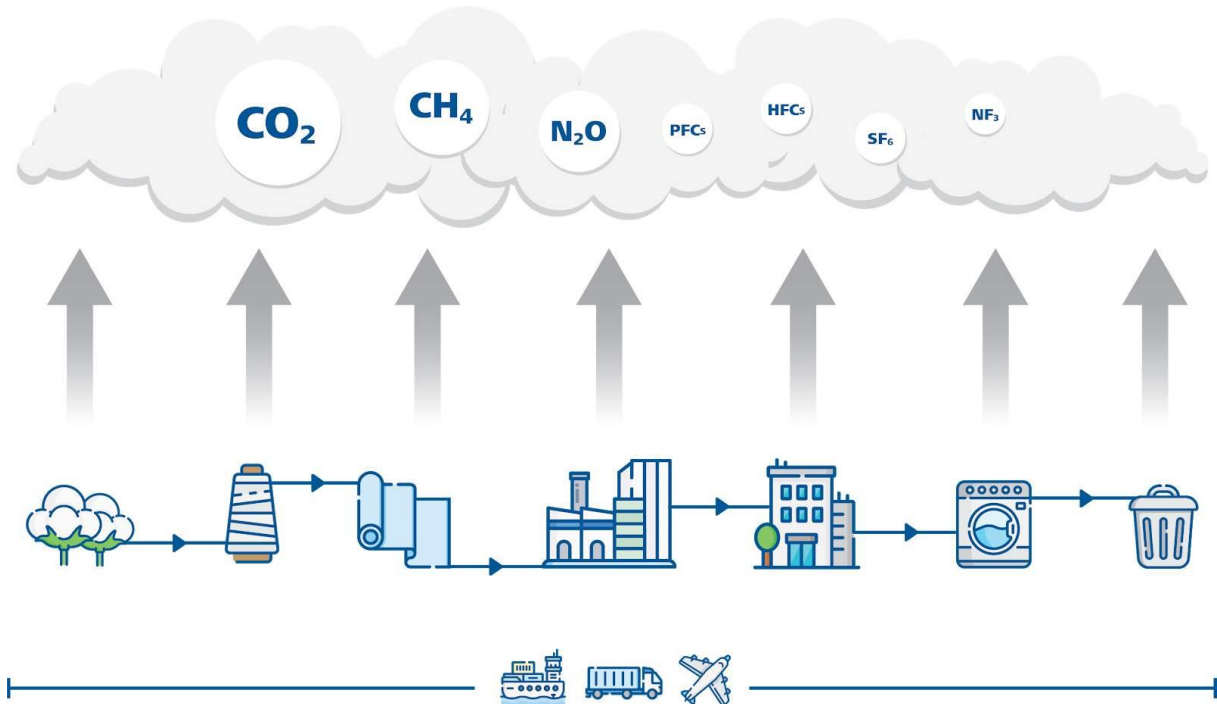 CO₂
CH₄
N₂O
PFCs
HFCs
SF₆
NF₃